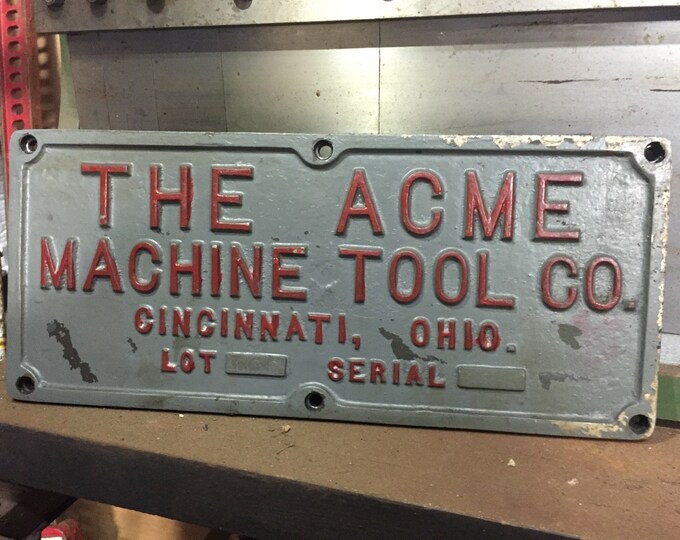 THE ACME
MACHINE TOOL CO.
CINCINNATI, OHIO.
LOT SERIAL